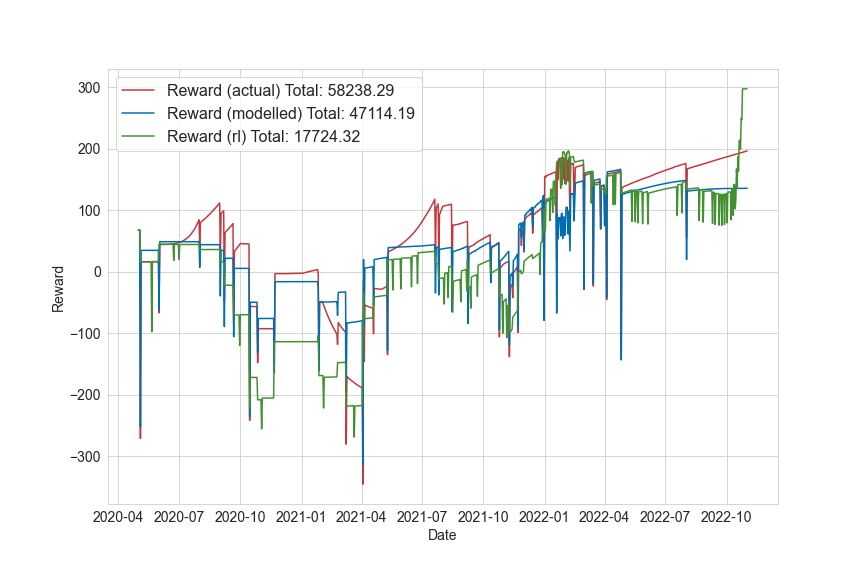 300
200
100
0
−100
−200
−300
Reward
Reward (actual) Total: 58238.29
Reward (modelled) Total: 47114.19
Reward (rl) Total: 17724.32
2020-04 2020-07 2020-10 2021-01 2021-04 2021-07 2021-10 2022-01 2022-04 2022-07 2022-10
Date